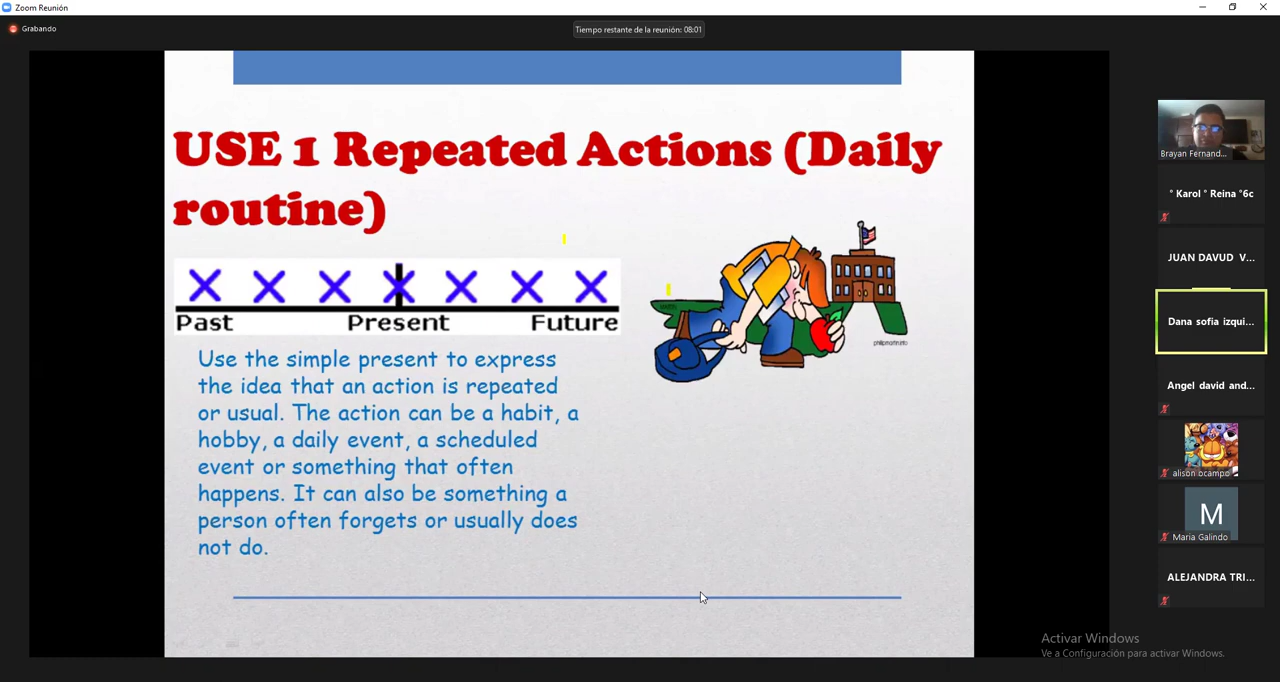 Zoom Reunión
Grabando
Tiempo restante de la reunión: 08:01
USE 1 Repeated Actions (Daily
routine)
Past Present Future
philipmartin.info
Use the simple present to express
the idea that an action is repeated
or usual. The action can be a habit, a
hobby, a daily event, a scheduled
event or something that often
happens. It can also be something a
person often forgets or usually does
not do.
Brayan Fernand...
° Karol ° Reina °6c
JUAN DAVUD V...
Dana sofia izqui...
Angel david and...
alison ocampo
M
Maria Galindo
ALEJANDRA TRI...
Activar Windows
Ve a Configuración para activar Windows.